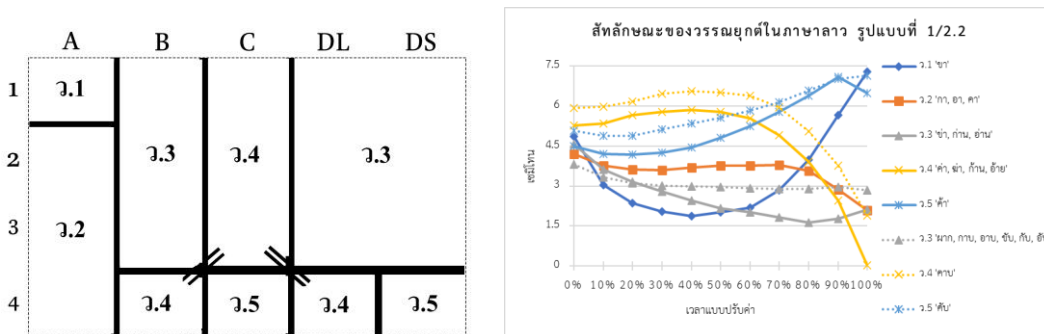 A B C DL DS
1 ว.1
2 ว.3 ว.4 ว.3
3 ว.2
4 ว.4 ว.5 ว.4 ว.5
สัทลักษณะของวรรณยุกต์ในภาษาลาว รูปแบบที่ 1/2.2
เซมิโทน
7.5
6
4.5
3
1.5
0
0% 10% 20% 30% 40% 50% 60% 70% 80% 90% 100%
เวลาแบบปรับค่า
ว.1 'ขา'
ว.2 'กา, อา, คา'
ว.3 'ข่า, ก่าน, อ่าน'
ว.4 'ค่า, ฆ่า, ก้าน, อ้าย'
ว.5 'ค้า'
ว.3 'ผาก, กาบ, อาบ, ขับ, กับ, อั
ว.4 'คาบ'
ว.5 'คับ'